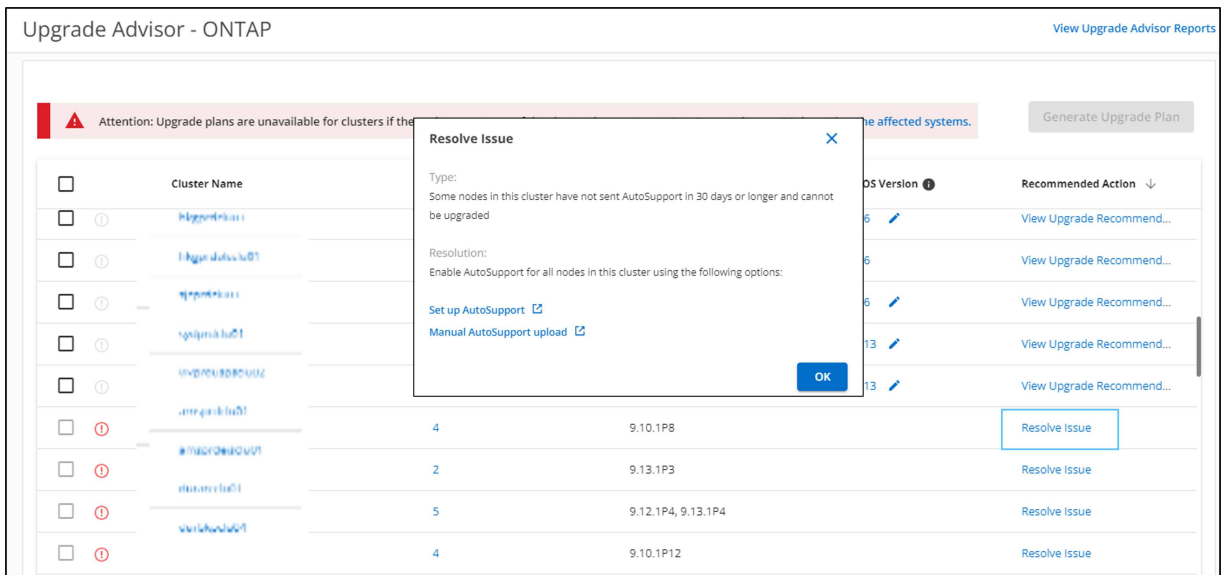 Upgrade Advisor - ONTAP
View Upgrade Advisor Reports
Attention: Upgrade plans are unavailable for clusters if the
he affected systems.
Generate Upgrade Plan
Resolve Issue
Type:
Some nodes in this cluster have not sent AutoSupport in 30 days or longer and cannot
be upgraded
Resolution:
Enable AutoSupport for all nodes in this cluster using the following options:
Set up AutoSupport
Manual AutoSupport upload
OK
Cluster Name
OS Version
Recommended Action
6
View Upgrade Recommend...
6
View Upgrade Recommend...
6
View Upgrade Recommend...
13
View Upgrade Recommend...
13
View Upgrade Recommend...
4
9.10.1P8
Resolve Issue
2
9.13.1P3
Resolve Issue
5
9.12.1P4, 9.13.1P4
Resolve Issue
4
9.10.1P12
Resolve Issue